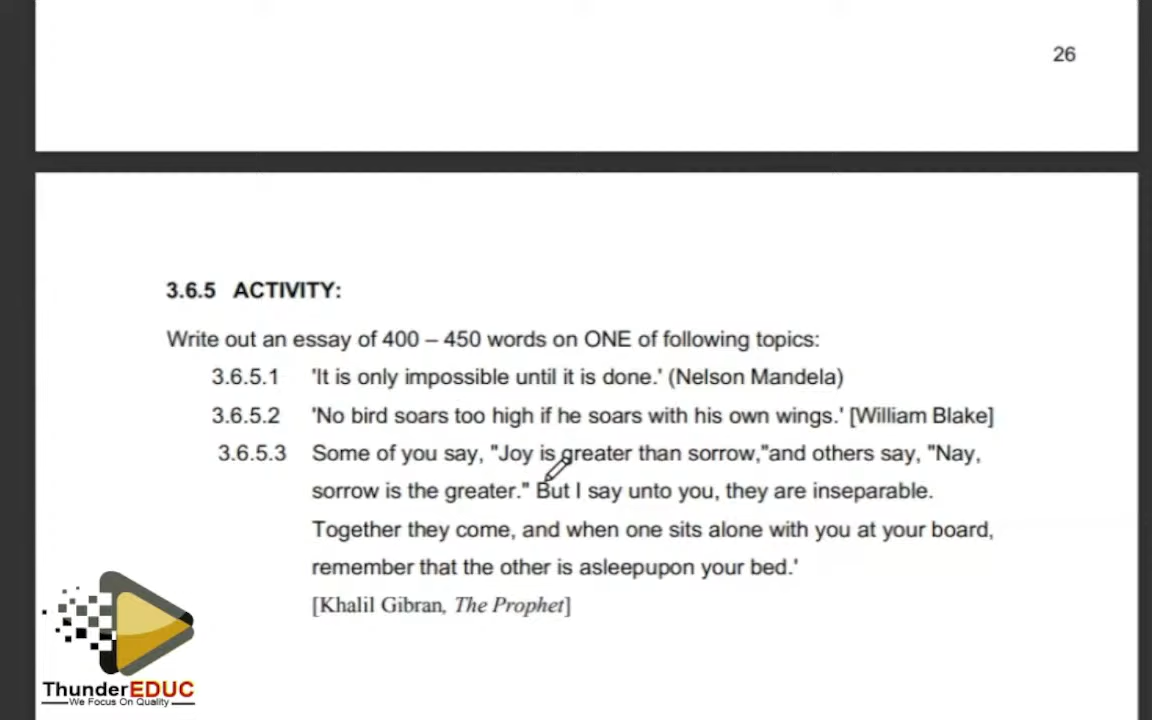 26
3.6.5 ACTIVITY:
Write out an essay of 400 – 450 words on ONE of following topics:
3.6.5.1 'It is only impossible until it is done.' (Nelson Mandela)
3.6.5.2 'No bird soars too high if he soars with his own wings.' [William Blake]
3.6.5.3 Some of you say, "Joy is greater than sorrow,"and others say, "Nay,
sorrow is the greater." But I say unto you, they are inseparable.
Together they come, and when one sits alone with you at your board,
remember that the other is asleepupon your bed.'
[Khalil Gibran, The Prophet]
ThunderEDUC
We Focus On Quality